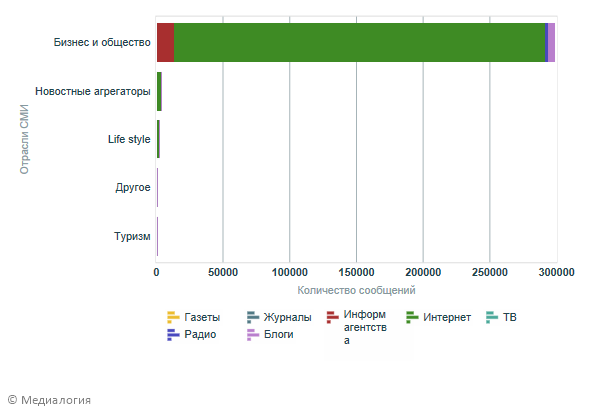 Бизнес и общество
Новостные агрегаторы
Life style
Другое
Туризм
Отрасли СМИ
0 50000 100000 150000 200000 250000 300000
Количество сообщений
Газеты Журналы Информ Интернет ТВ
агентств
а
Радио Блоги
© Медиалогия